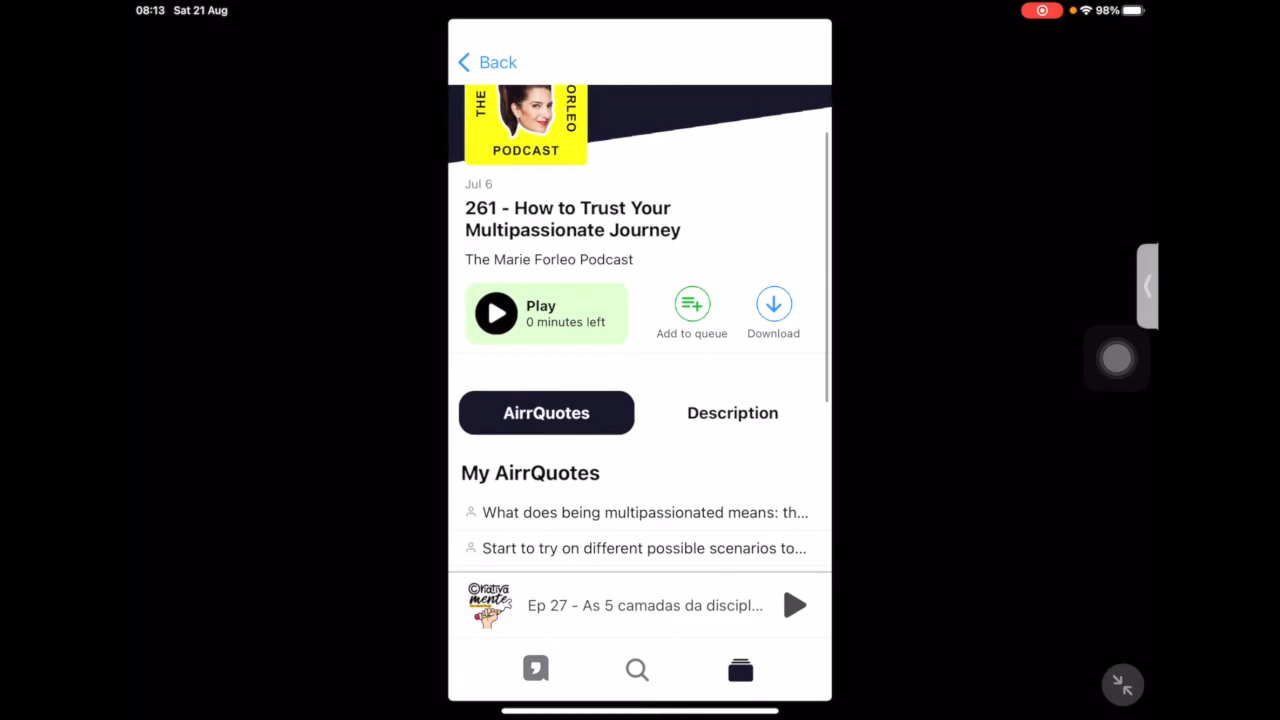 08:13 Sat 21 Aug
98%
Back
THE
ORLEO
PODCAST
Jul 6
261 - How to Trust Your
Multipassionate Journey
The Marie Forleo Podcast
Play
0 minutes left
Add to queue
Download
AirrQuotes
Description
My AirrQuotes
What does being multipassionated means: th...
Start to try on different possible scenarios to...
Criativa
mente
Ep 27 - As 5 camadas da discipl...